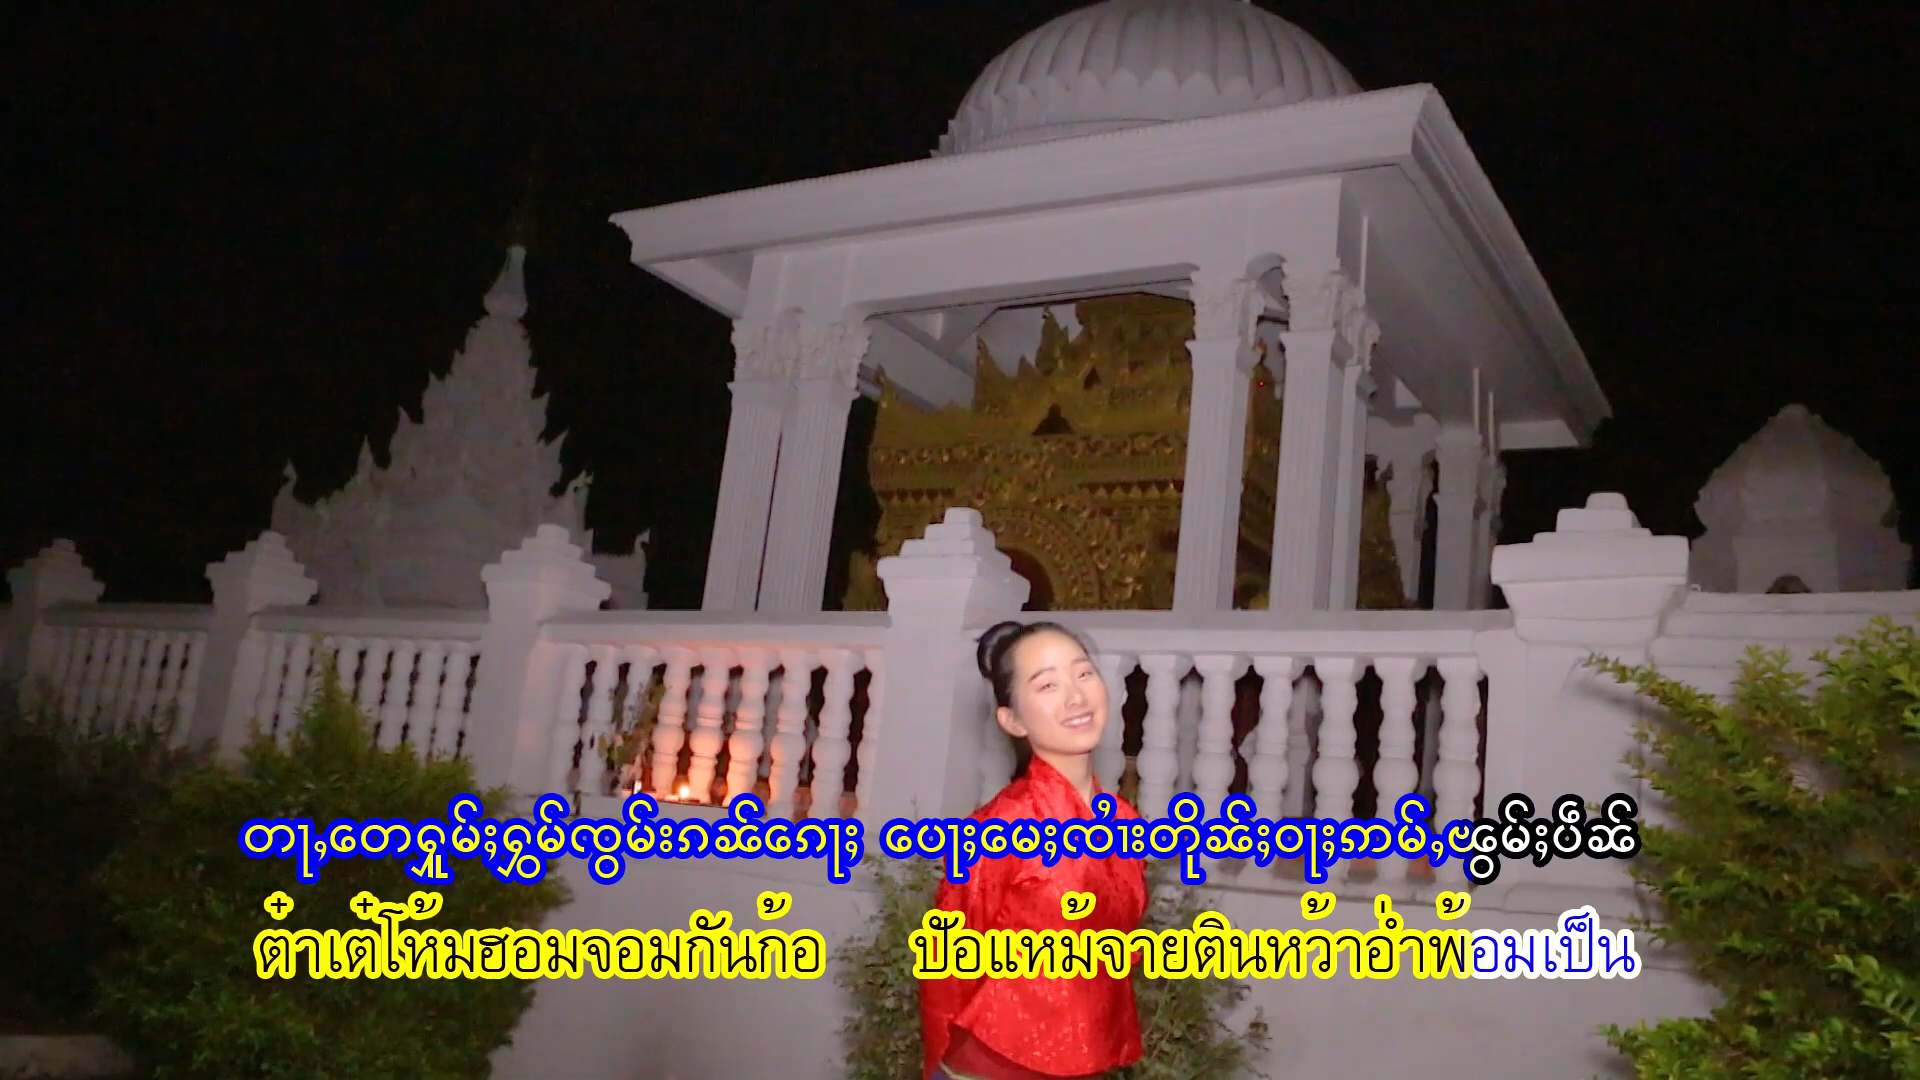 တႃႇတေႁူမ်ႈႁွမ်ၸွမ်းၵၼ်ၵေႃႈ ပေႃႈမႄႈၸၢႆးတိုၼ်ႈဝႃႈဢမ်ႇၽွမ်ႉပဵၼ်
ต๋าเต๋โห้มฮอมจอมกันก้อ ป้อแหม้จายตินหว้าอ่ำพ้อมเป็น